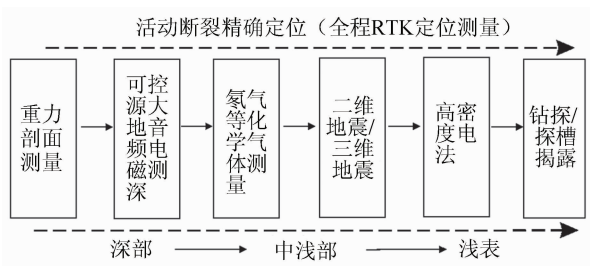 活动断裂精确定位（全程RTK定位测量）
重力
剖面
测量
可控
源大
地音
频电
磁测
深
氡气
等化
学气
体测
量
二维
地震/
三维
地震
高密
度电
法
钻探/
探槽
揭露
深部
中浅部
浅表